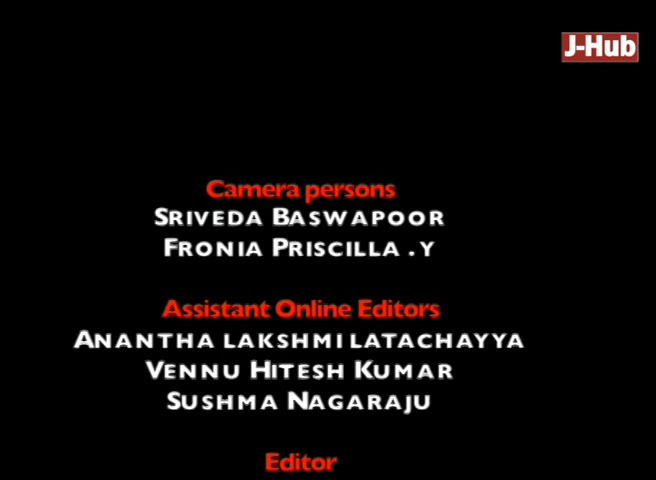 J-Hub
Camera persons
SRIVEDA BASWAPOOR
FRONIA PRISCILLA .Y
Assistant Online Editors
ANANTHA LAKSHMI LATACHAYYA
VENNU HITESH KUMAR
SUSHMA NAGARAJU
Editor